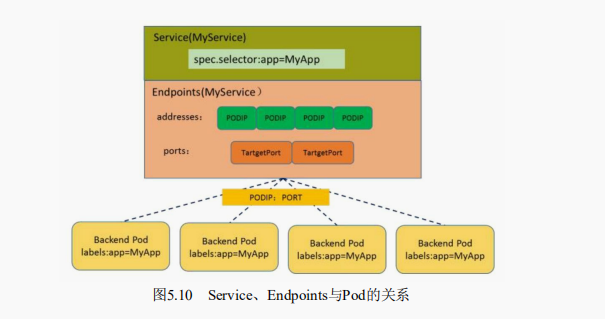 Service(MyService)
spec.selector:app=MyApp
Endpoints(MyService）
addresses: PODIP PODIP PODIP PODIP
ports: TartgetPort TartgetPort
PODIP: PORT
Backend Pod
labels:app=MyApp
Backend Pod
labels:app=MyApp
Backend Pod
labels:app=MyApp
Backend Pod
labels:app=MyApp
图5.10 Service、Endpoints与Pod的关系